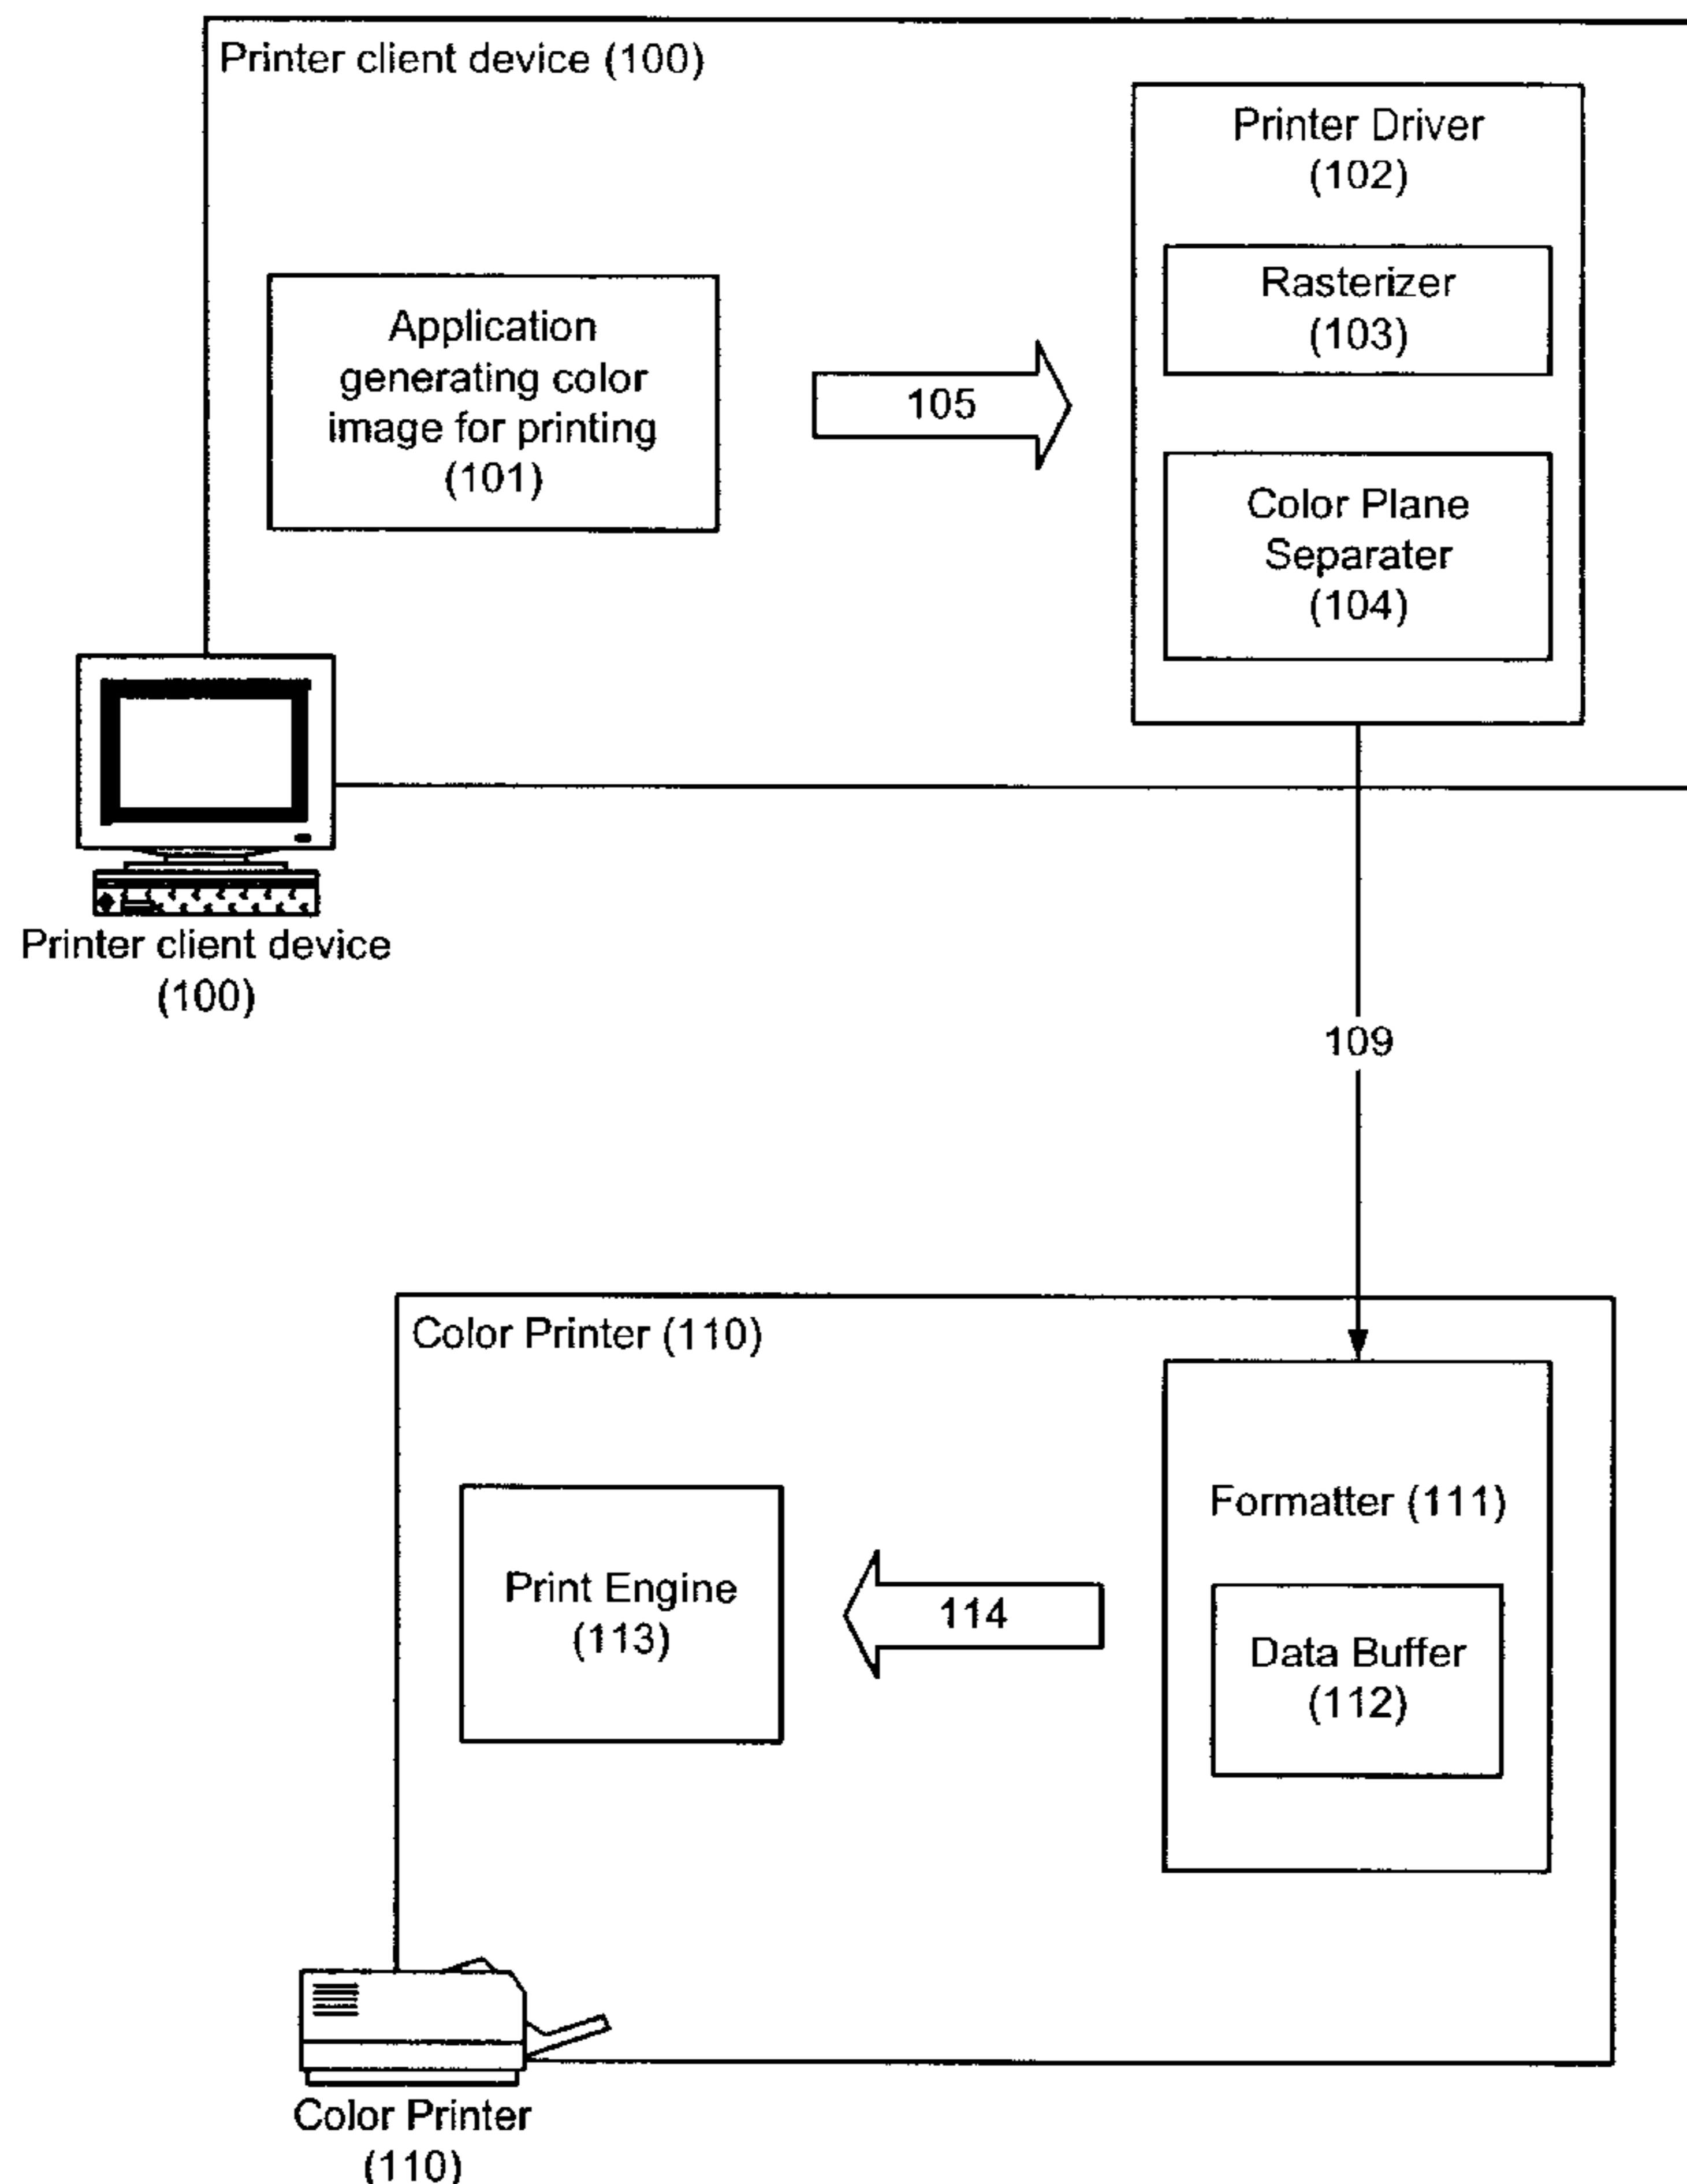 Printer client device (100)
Printer Driver
(102)
Rasterizer
(103)
Application
generating color
image for printing
(101)
105
Color Plane
Separater
(104)
Printer client device
(100)
109
Color Printer (110)
Formatter (111)
Print Engine
(113)
114
Data Buffer
(112)
Color Printer
(110)